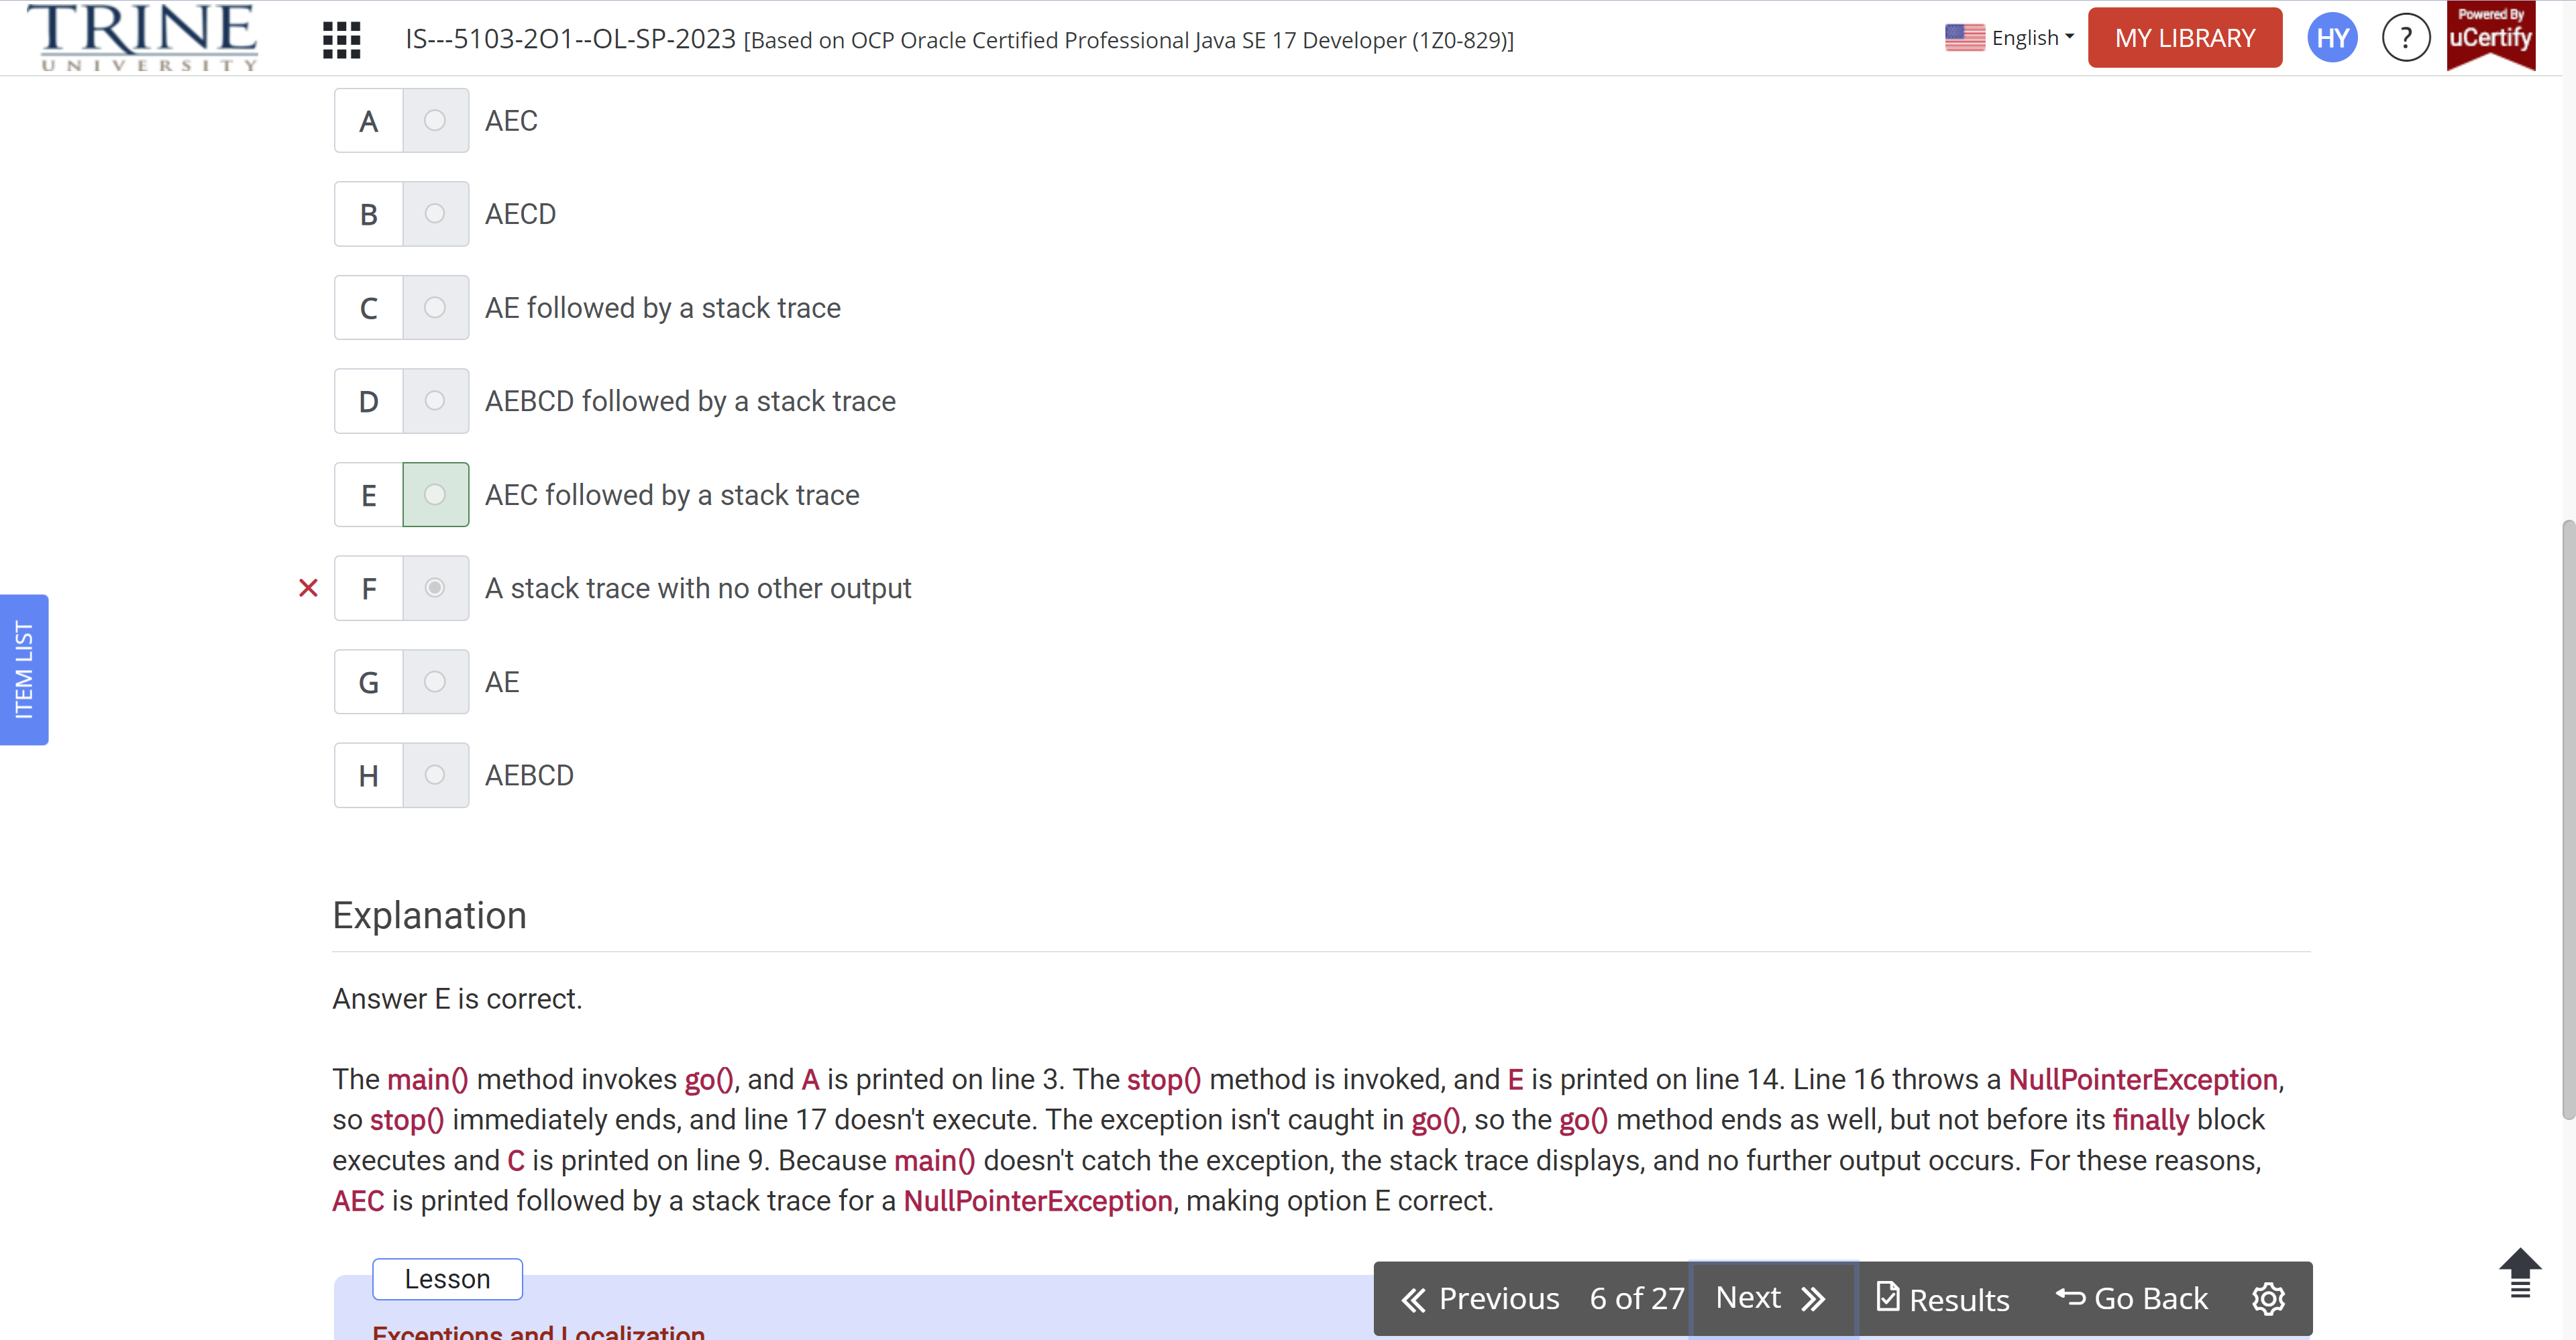 TRINE
UNIVERSITY
IS---5103-2O1--OL-SP-2023 [Based on OCP Oracle Certified Professional Java SE 17 Developer (1Z0-829)]
English
MY LIBRARY
HY
?
Powered By
uCertify
A AEC
B AECD
C AE followed by a stack trace
D AEBCD followed by a stack trace
E AEC followed by a stack trace
F A stack trace with no other output
G AE
H AEBCD
ITEM LIST
Explanation
Answer E is correct.
The main() method invokes go(), and A is printed on line 3. The stop() method is invoked, and E is printed on line 14. Line 16 throws a NullPointerException,
so stop() immediately ends, and line 17 doesn't execute. The exception isn't caught in go(), so the go() method ends as well, but not before its finally block
executes and C is printed on line 9. Because main() doesn't catch the exception, the stack trace displays, and no further output occurs. For these reasons,
AEC is printed followed by a stack trace for a NullPointerException, making option E correct.
Lesson
Previous 6 of 27 Next Results Go Back
Exceptions and Localization